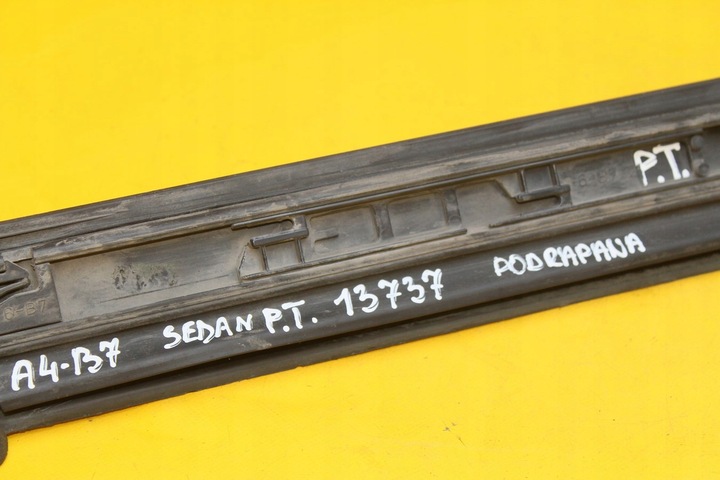 P.T.
A4-B7 SEDAN P.T. 13737 PODRAPANA